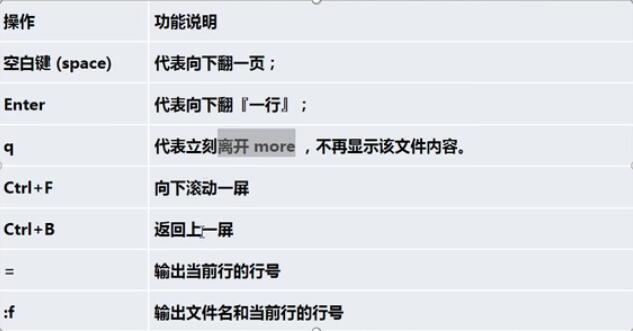 操作 功能说明
空白键 (space) 代表向下翻一页；
Enter 代表向下翻『一行』；
q 代表立刻离开 more ，不再显示该文件内容。
Ctrl+F 向下滚动一屏
Ctrl+B 返回上一屏
= 输出当前行的行号
:f 输出文件名和当前行的行号